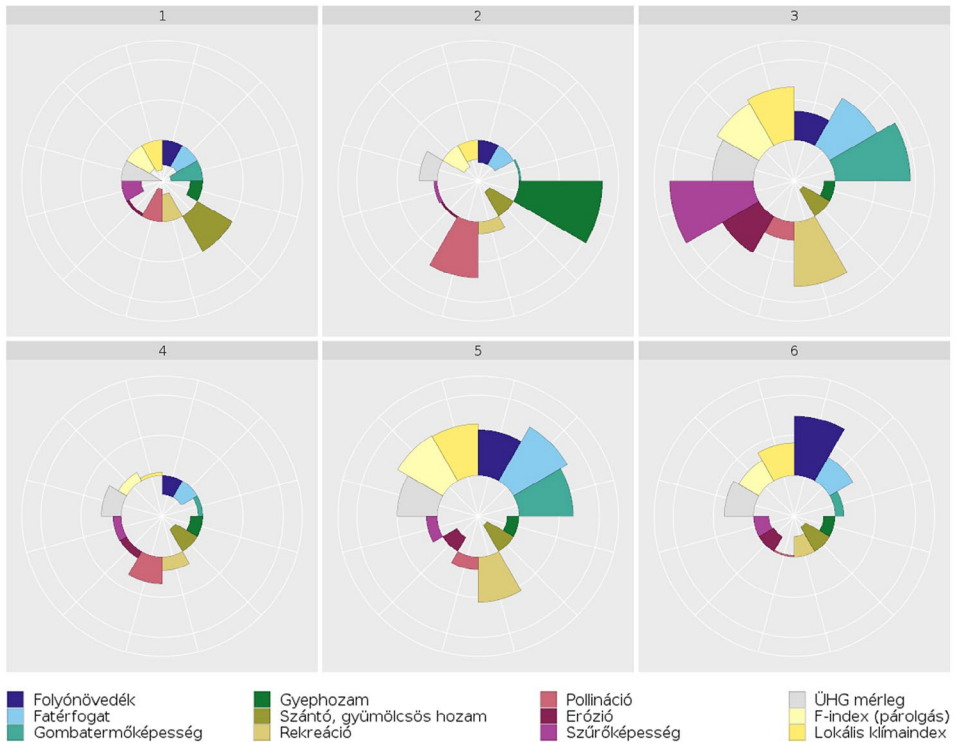 1
2
3
4
5
6
Folyónövedék
Fatérfogat
Gombatermőképesség
Gyephozam
Szántó, gyümölcsös hozam
Rekreáció
Pollináció
Erózió
Szűrőképesség
ÜHG mérleg
F-index (párolgás)
Lokális klímaindex